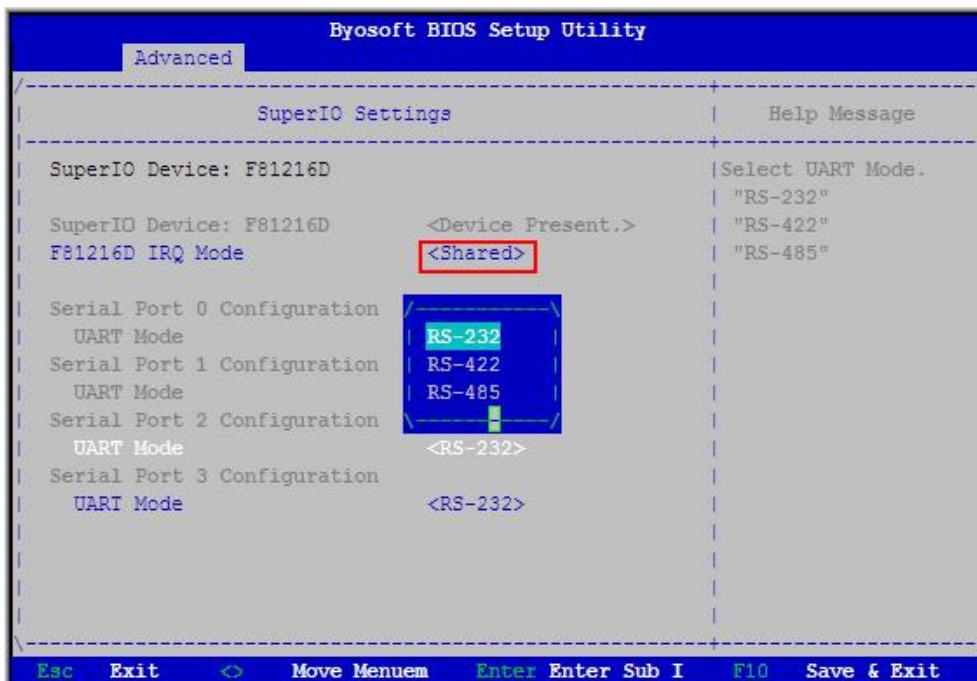 Byosoft BIOS Setup Utility
Advanced
SuperIO Settings
Help Message
SuperIO Device: F81216D
Select UART Mode.
"RS-232"
SuperIO Device: F81216D <Device Present.>
"RS-422"
F81216D IRQ Mode <Shared>
"RS-485"
Serial Port 0 Configuration
UART Mode
RS-232
Serial Port 1 Configuration
RS-422
UART Mode
RS-485
Serial Port 2 Configuration
UART Mode <RS-232>
Serial Port 3 Configuration
UART Mode <RS-232>
Esc Exit <> Move Menuem Enter Enter Sub I F10 Save & Exit